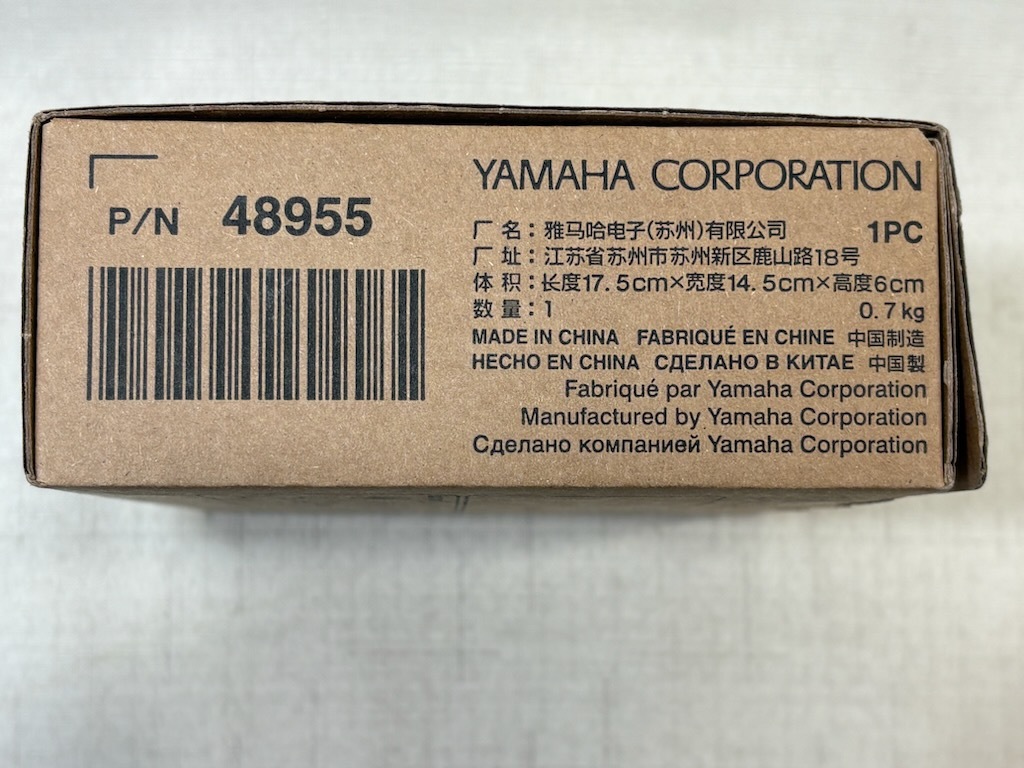 P/N 48955
YAMAHA CORPORATION
厂名：雅马哈电子(苏州)有限公司 1PC
厂址：江苏省苏州市苏州新区鹿山路18号
体积：长度17.5cm×宽度14.5cm×高度6cm
数量：1 0.7kg
MADE IN CHINA FABRIQUÉ EN CHINE 中国制造
HECHO EN CHINA СДЕЛАНО В КИТАЕ 中国製
Fabriqué par Yamaha Corporation
Manufactured by Yamaha Corporation
Сделано компанией Yamaha Corporation